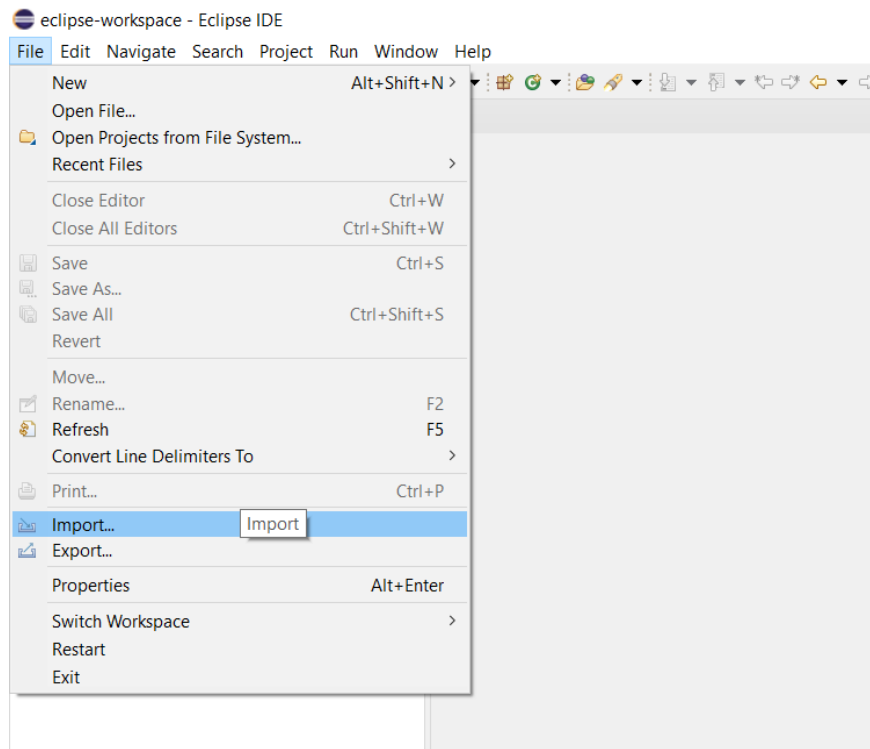 eclipse-workspace - Eclipse IDE
File Edit Navigate Search Project Run Window Help
New Alt+Shift+N
Open File...
Open Projects from File System...
Recent Files
Close Editor Ctrl+W
Close All Editors Ctrl+Shift+W
Save Ctrl+S
Save As...
Save All Ctrl+Shift+S
Revert
Move...
Rename... F2
Refresh F5
Convert Line Delimiters To
Print... Ctrl+P
Import... Import
Export...
Properties Alt+Enter
Switch Workspace
Restart
Exit